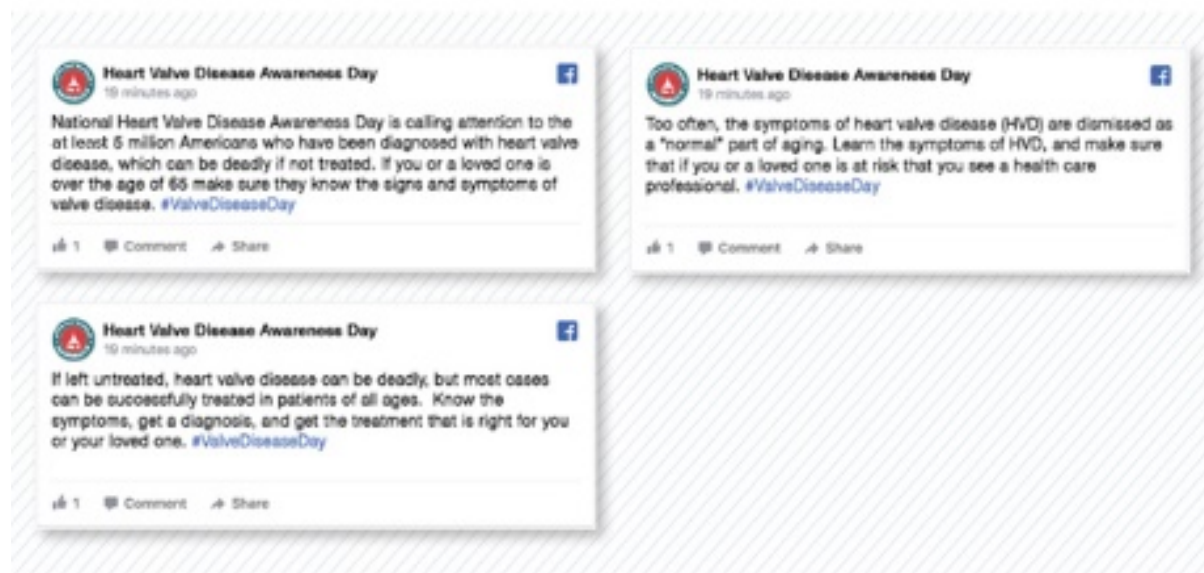 Heart Valve Disease Awareness Day
19 minutes ago
National Heart Valve Disease Awareness Day is calling attention to the
at least 5 million Americans who have been diagnosed with heart valve
disease, which can be deadly if not treated. If you or a loved one is
over the age of 65 make sure they know the signs and symptoms of
valve disease. #ValveDiseaseDay
1 Comment Share
Heart Valve Disease Awareness Day
19 minutes ago
Too often, the symptoms of heart valve disease (HVD) are dismissed as
a "normal" part of aging. Learn the symptoms of HVD, and make sure
that if you or a loved one is at risk that you see a health care
professional. #ValveDiseaseDay
1 Comment Share
Heart Valve Disease Awareness Day
19 minutes ago
If left untreated, heart valve disease can be deadly, but most cases
can be successfully treated in patients of all ages. Know the
symptoms, get a diagnosis, and get the treatment that is right for you
or your loved one. #ValveDiseaseDay
1 Comment Share